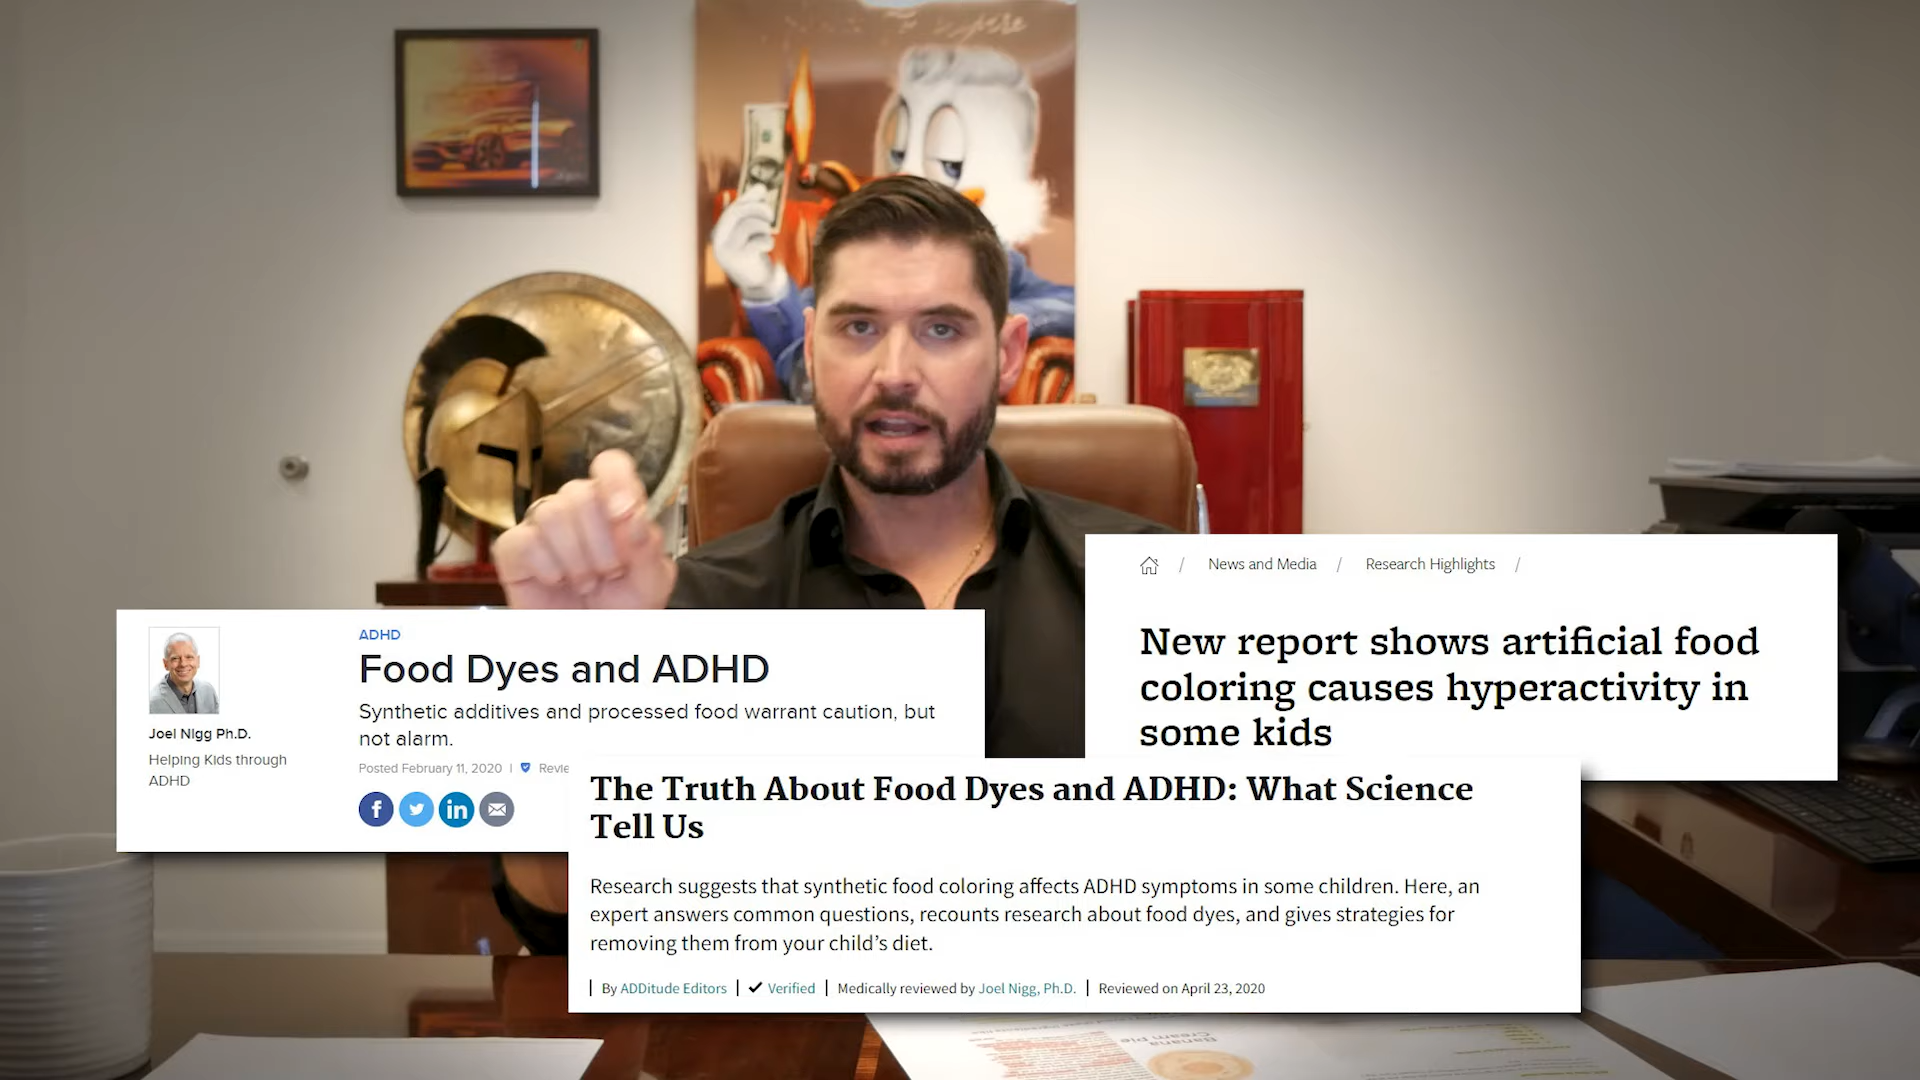 ADHD
Food Dyes and ADHD
Synthetic additives and processed food warrant caution, but
not alarm.
Posted February 11, 2020 |
Joel Nigg Ph.D.
Helping Kids through
ADHD
News and Media / Research Highlights /
New report shows artificial food
coloring causes hyperactivity in
some kids
The Truth About Food Dyes and ADHD: What Science
Tell Us
Research suggests that synthetic food coloring affects ADHD symptoms in some children. Here, an
expert answers common questions, recounts research about food dyes, and gives strategies for
removing them from your child’s diet.
By ADDitude Editors | Verified | Medically reviewed by Joel Nigg, Ph.D. | Reviewed on April 23, 2020
Banana
Cream Pie